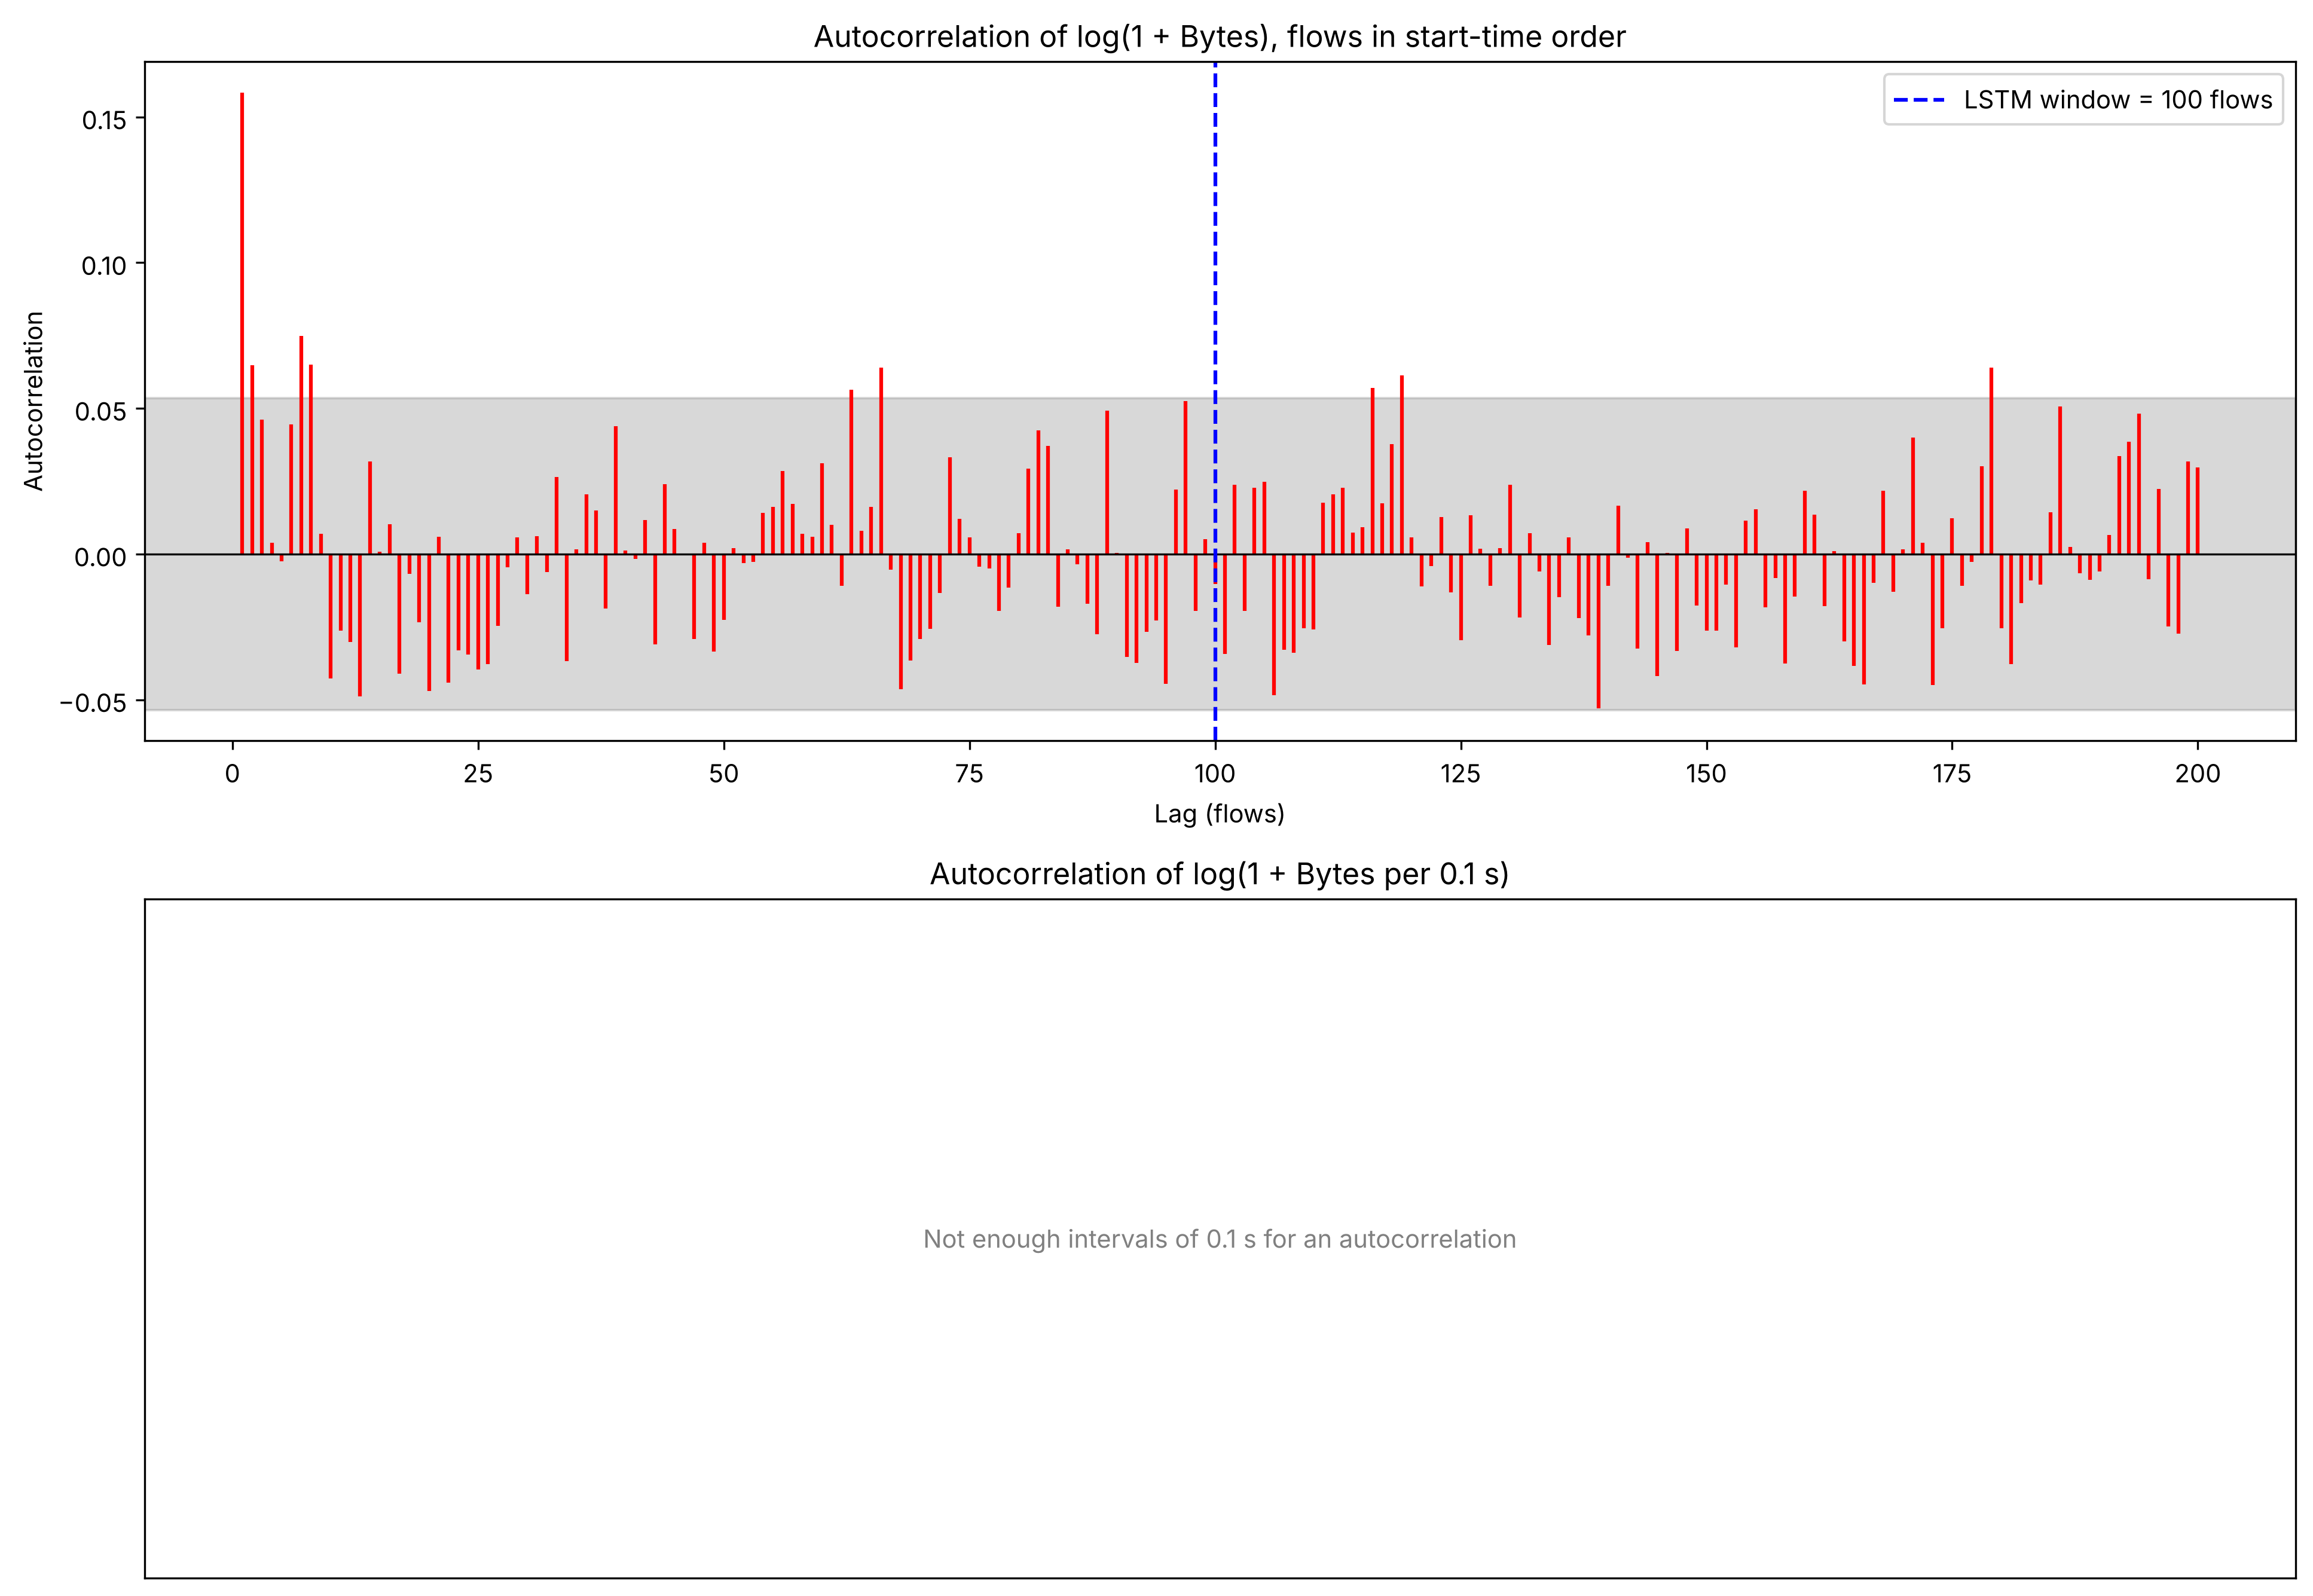 Autocorrelation of log(1 + Bytes), flows in start-time order
LSTM window = 100 flows
Autocorrelation
0.15
0.10
0.05
0.00
−0.05
0 25 50 75 100 125 150 175 200
Lag (flows)
Autocorrelation of log(1 + Bytes per 0.1 s)
Not enough intervals of 0.1 s for an autocorrelation